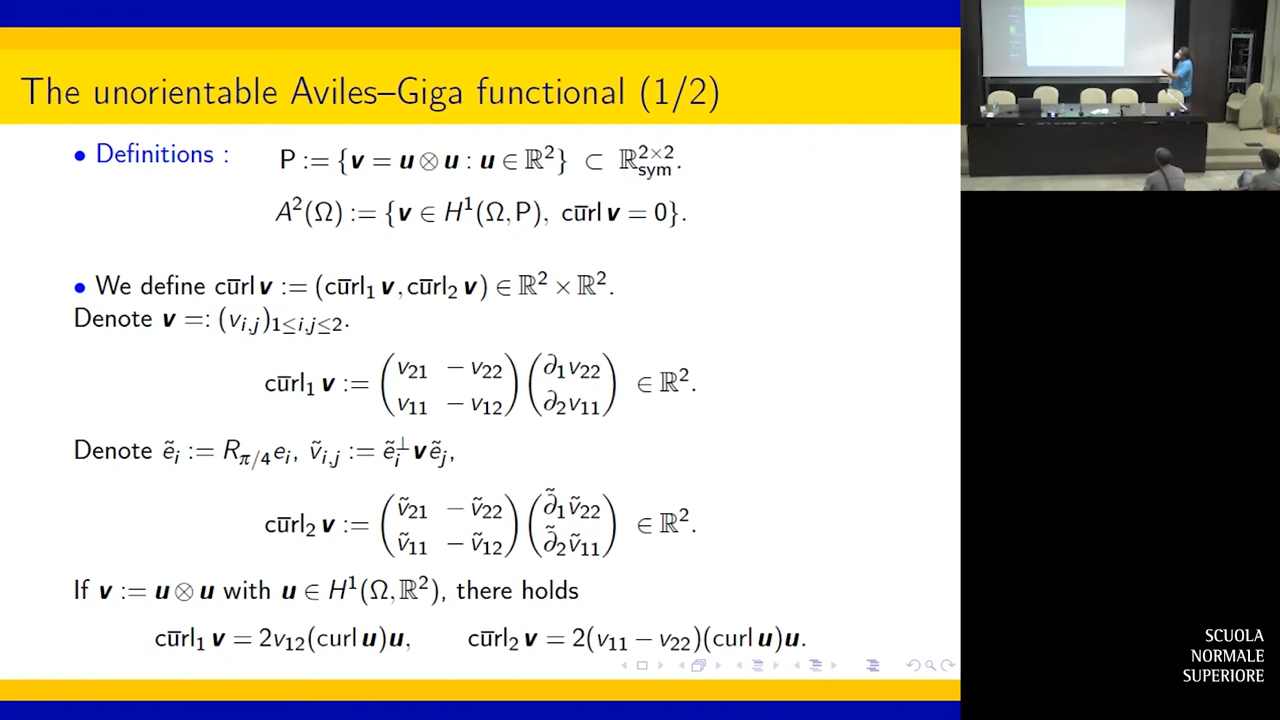 The unorientable Aviles–Giga functional (1/2)
• Definitions : P := {v = u ⊗ u : u ∈ ℝ²} ⊂ ℝ²ˣ²_sym.
A²(Ω) := {v ∈ H¹(Ω, P), cūrl v = 0}.
• We define cūrl v := (cūrl₁ v, cūrl₂ v) ∈ ℝ² × ℝ².
Denote v =: (v_{i,j})_{1≤i,j≤2}.
cūrl₁ v := (v₂₁ −v₂₂; v₁₁ −v₁₂) (∂₁v₂₂; ∂₂v₁₁) ∈ ℝ².
Denote ẽ_i := R_{π/4}e_i, ṽ_{i,j} := ẽ_i^⊥ v ẽ_j,
cūrl₂ v := (ṽ₂₁ −ṽ₂₂; ṽ₁₁ −ṽ₁₂) (∂̃₁ṽ₂₂; ∂̃₂ṽ₁₁) ∈ ℝ².
If v := u ⊗ u with u ∈ H¹(Ω, ℝ²), there holds
cūrl₁ v = 2v₁₂(curl u)u, cūrl₂ v = 2(v₁₁ − v₂₂)(curl u)u.
SCUOLA
NORMALE
SUPERIORE